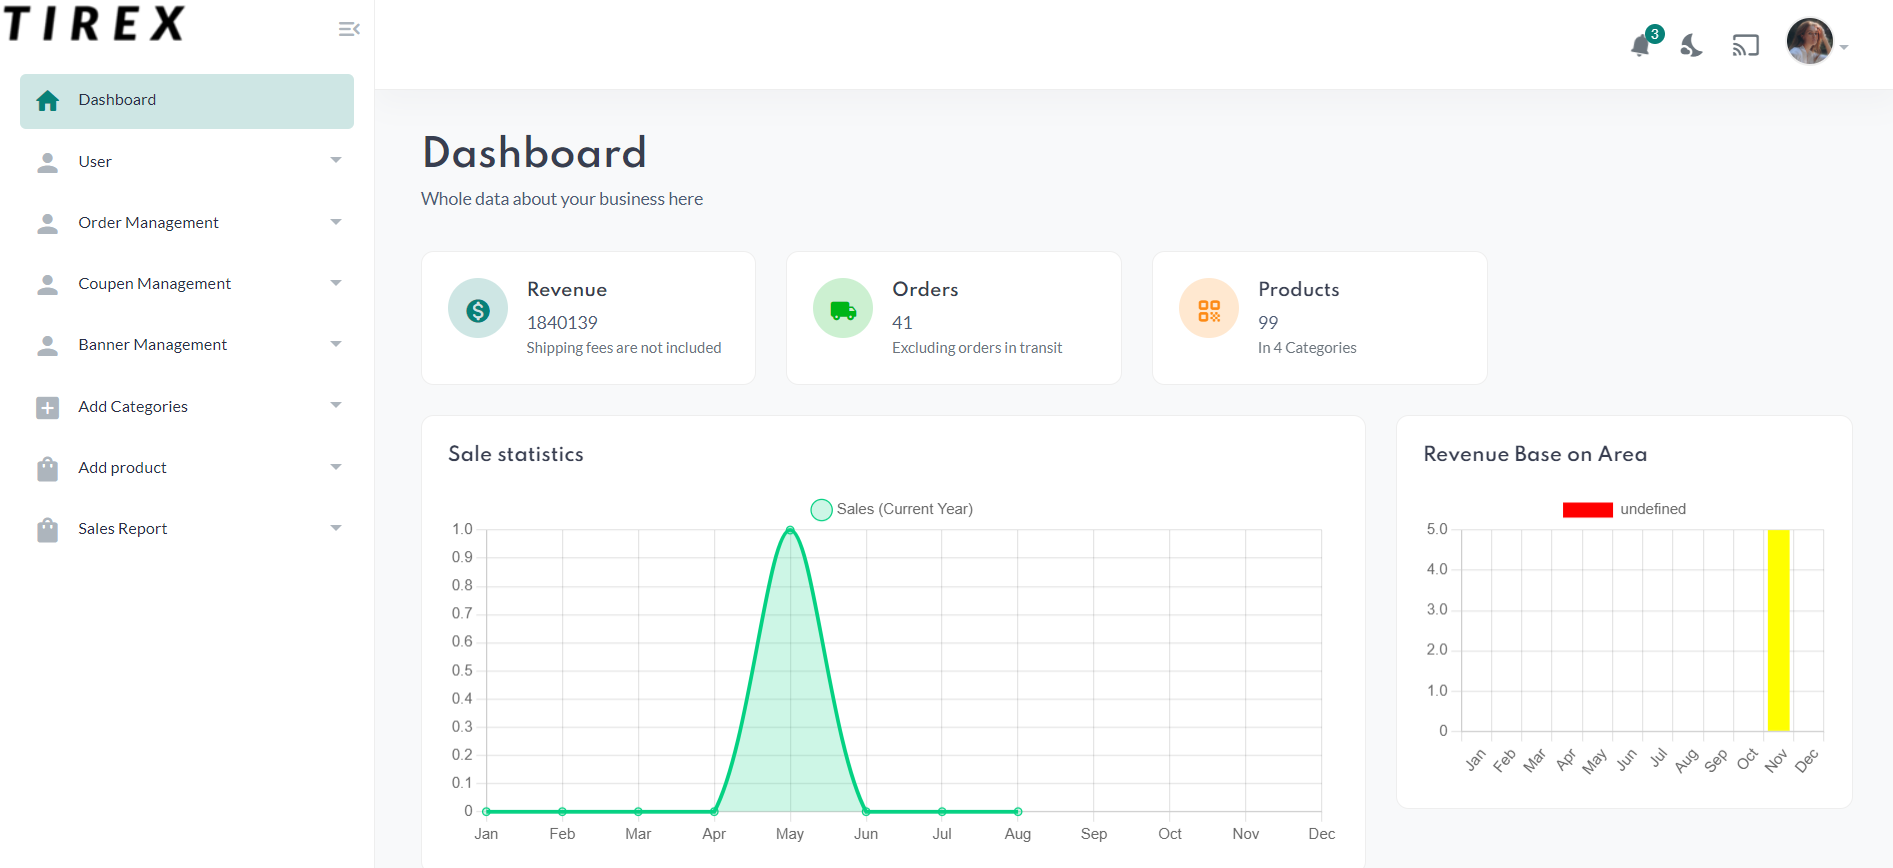 TIREX
3
Dashboard
User
Order Management
Coupen Management
Banner Management
Add Categories
Add product
Sales Report
Dashboard
Whole data about your business here
Revenue
1840139
Shipping fees are not included
Orders
41
Excluding orders in transit
Products
99
In 4 Categories
Sale statistics
Sales (Current Year)
1.0
0.9
0.8
0.7
0.6
0.5
0.4
0.3
0.2
0.1
0
Jan Feb Mar Apr May Jun Jul Aug Sep Oct Nov Dec
Revenue Base on Area
undefined
5.0
4.0
3.0
2.0
1.0
0
Jan Feb Mar Apr May Jun Jul Aug Sep Oct Nov Dec